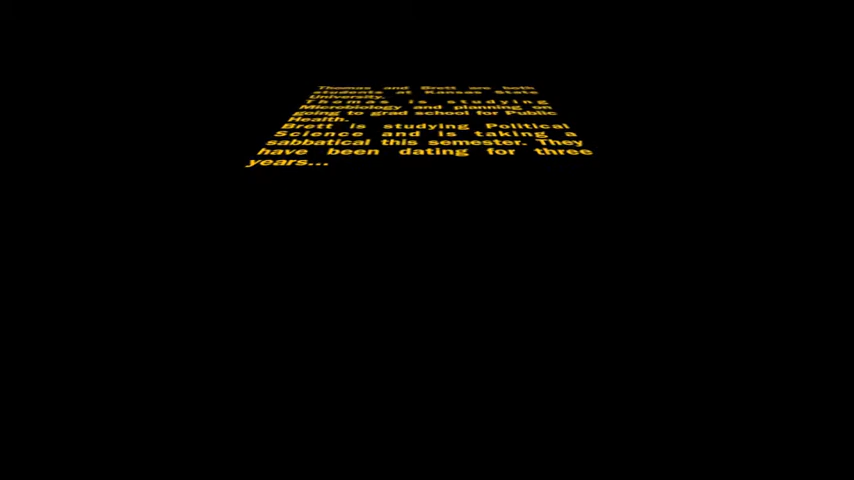 Thomas and Brett are both
students at Kansas State
University.
Thomas is studying
Microbiology and planning on
going to grad school for Public
Health.
Brett is studying Political
Science and is taking a
sabbatical this semester. They
have been dating for three
years...